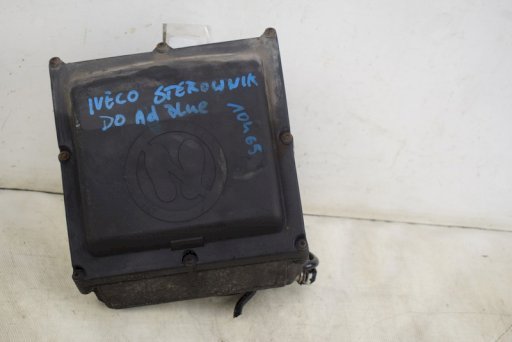 IVECO STEROWNIK
DO Ad Blue
10465